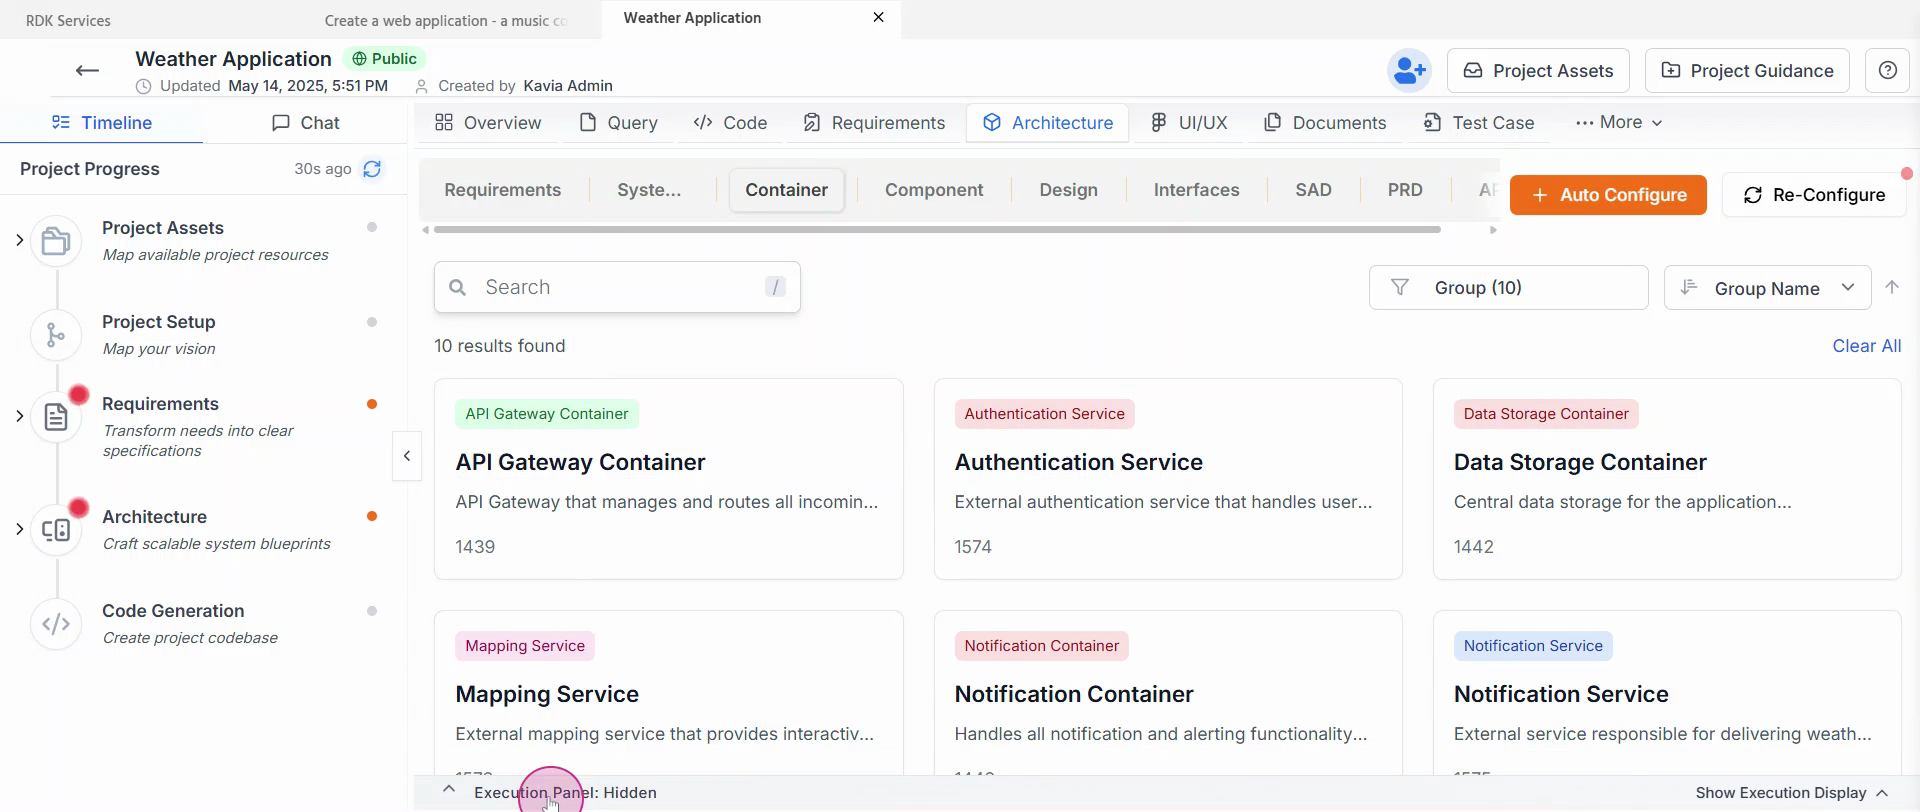 RDK Services
Create a web application - a music
Weather Application
Weather Application
Public
Updated May 14, 2025, 5:51 PM
Created by Kavia Admin
Project Assets
Project Guidance
Timeline
Chat
Overview
Query
Code
Requirements
Architecture
UI/UX
Documents
Test Case
More
Project Progress
30s ago
Requirements
Syste...
Container
Component
Design
Interfaces
SAD
PRD
Auto Configure
Re-Configure
Project Assets
Map available project resources
Project Setup
Map your vision
Requirements
Transform needs into clear
specifications
Architecture
Craft scalable system blueprints
Code Generation
Create project codebase
Search /
Group (10)
Group Name
10 results found
Clear All
API Gateway Container
API Gateway Container
API Gateway that manages and routes all incomin...
1439
Authentication Service
Authentication Service
External authentication service that handles user...
1574
Data Storage Container
Data Storage Container
Central data storage for the application...
1442
Mapping Service
Mapping Service
External mapping service that provides interactiv...
Notification Container
Notification Container
Handles all notification and alerting functionality...
Notification Service
Notification Service
External service responsible for delivering weath...
Execution Panel: Hidden
Show Execution Display